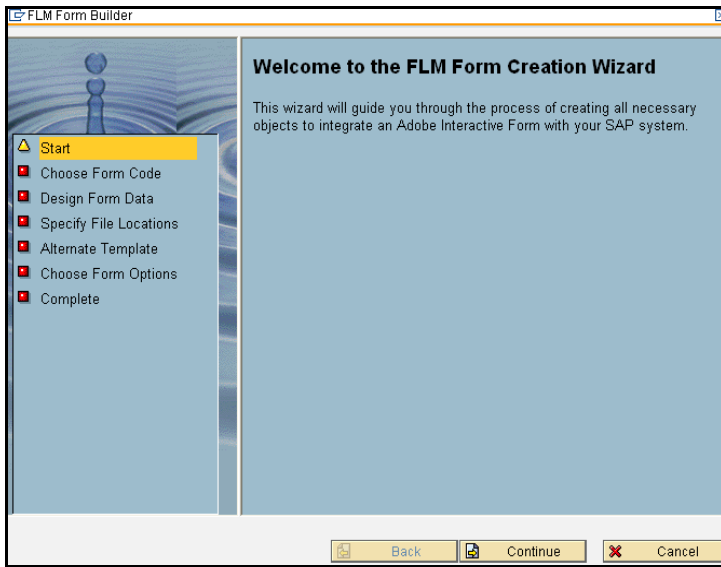 FLM Form Builder
Welcome to the FLM Form Creation Wizard
This wizard will guide you through the process of creating all necessary
objects to integrate an Adobe Interactive Form with your SAP system.
Start
Choose Form Code
Design Form Data
Specify File Locations
Alternate Template
Choose Form Options
Complete
Back
Continue
Cancel